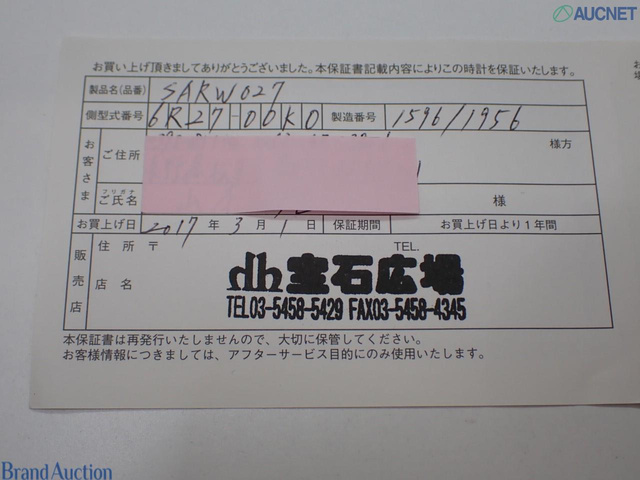 AUCNET
お買い上げ頂きましてありがとうございました。本保証書記載内容によりこの時計を保証いたします。
製品名(品番) SARW027
側型式番号 6R27-00K0 製造番号 1596/1956
お客さま
ご住所 様方
フリガナ
ご氏名 様
お買上げ日 2017 年 3 月 1 日 保証期間 お買上げ日より1年間
販売店
住所 〒 TEL.
店名
dh 宝石広場
TEL03-5458-5429 FAX03-5458-4345
本保証書は再発行いたしませんので、大切に保管してください。
お客様情報につきましては、アフターサービス目的にのみ使用いたします。
Brand Auction